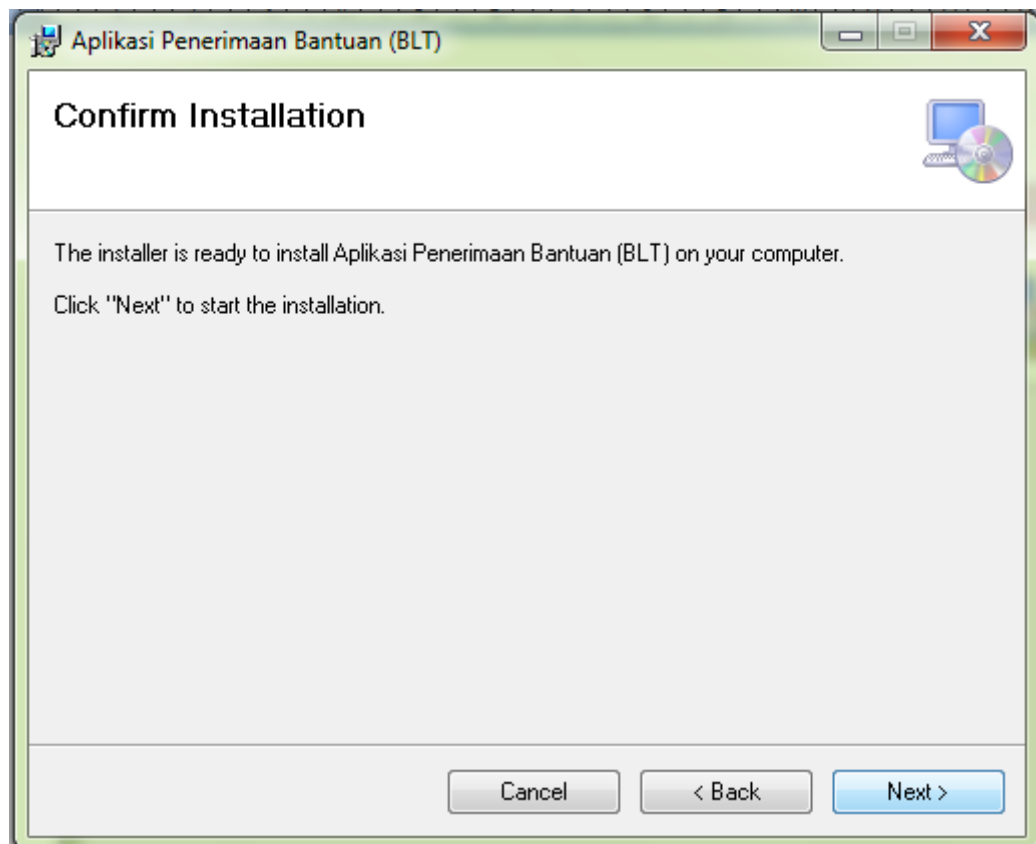 Aplikasi Penerimaan Bantuan (BLT)
Confirm Installation
The installer is ready to install Aplikasi Penerimaan Bantuan (BLT) on your computer.
Click "Next" to start the installation.
Cancel
< Back
Next >